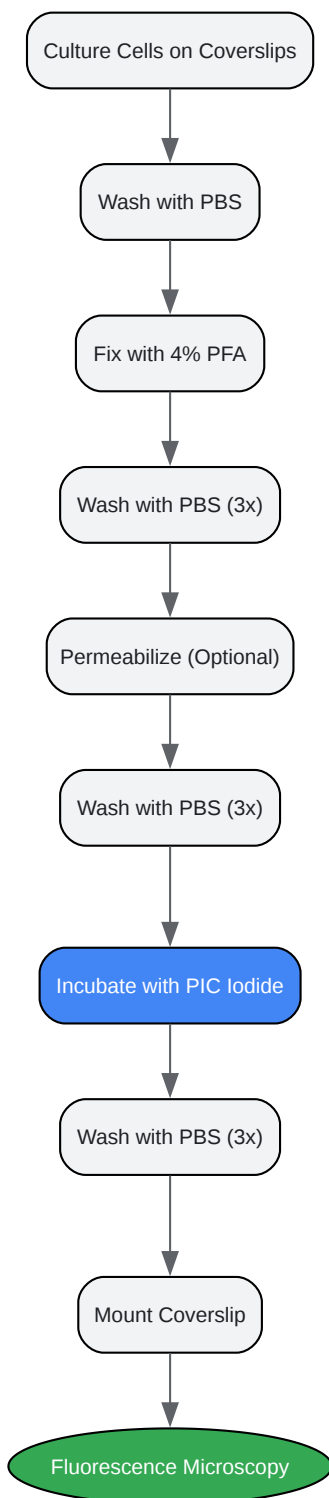 Culture Cells on Coverslips
Wash with PBS
Fix with 4% PFA
Wash with PBS (3x)
Permeabilize (Optional)
Wash with PBS (3x)
Incubate with PIC Iodide
Wash with PBS (3x)
Mount Coverslip
Fluorescence Microscopy